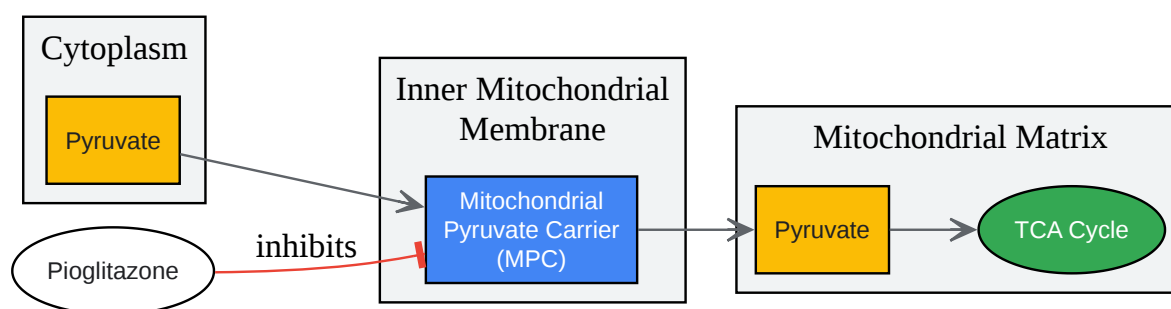 Cytoplasm
Pyruvate
Pioglitazone
inhibits
Inner Mitochondrial
Membrane
Mitochondrial
Pyruvate Carrier
(MPC)
Mitochondrial Matrix
Pyruvate
TCA Cycle